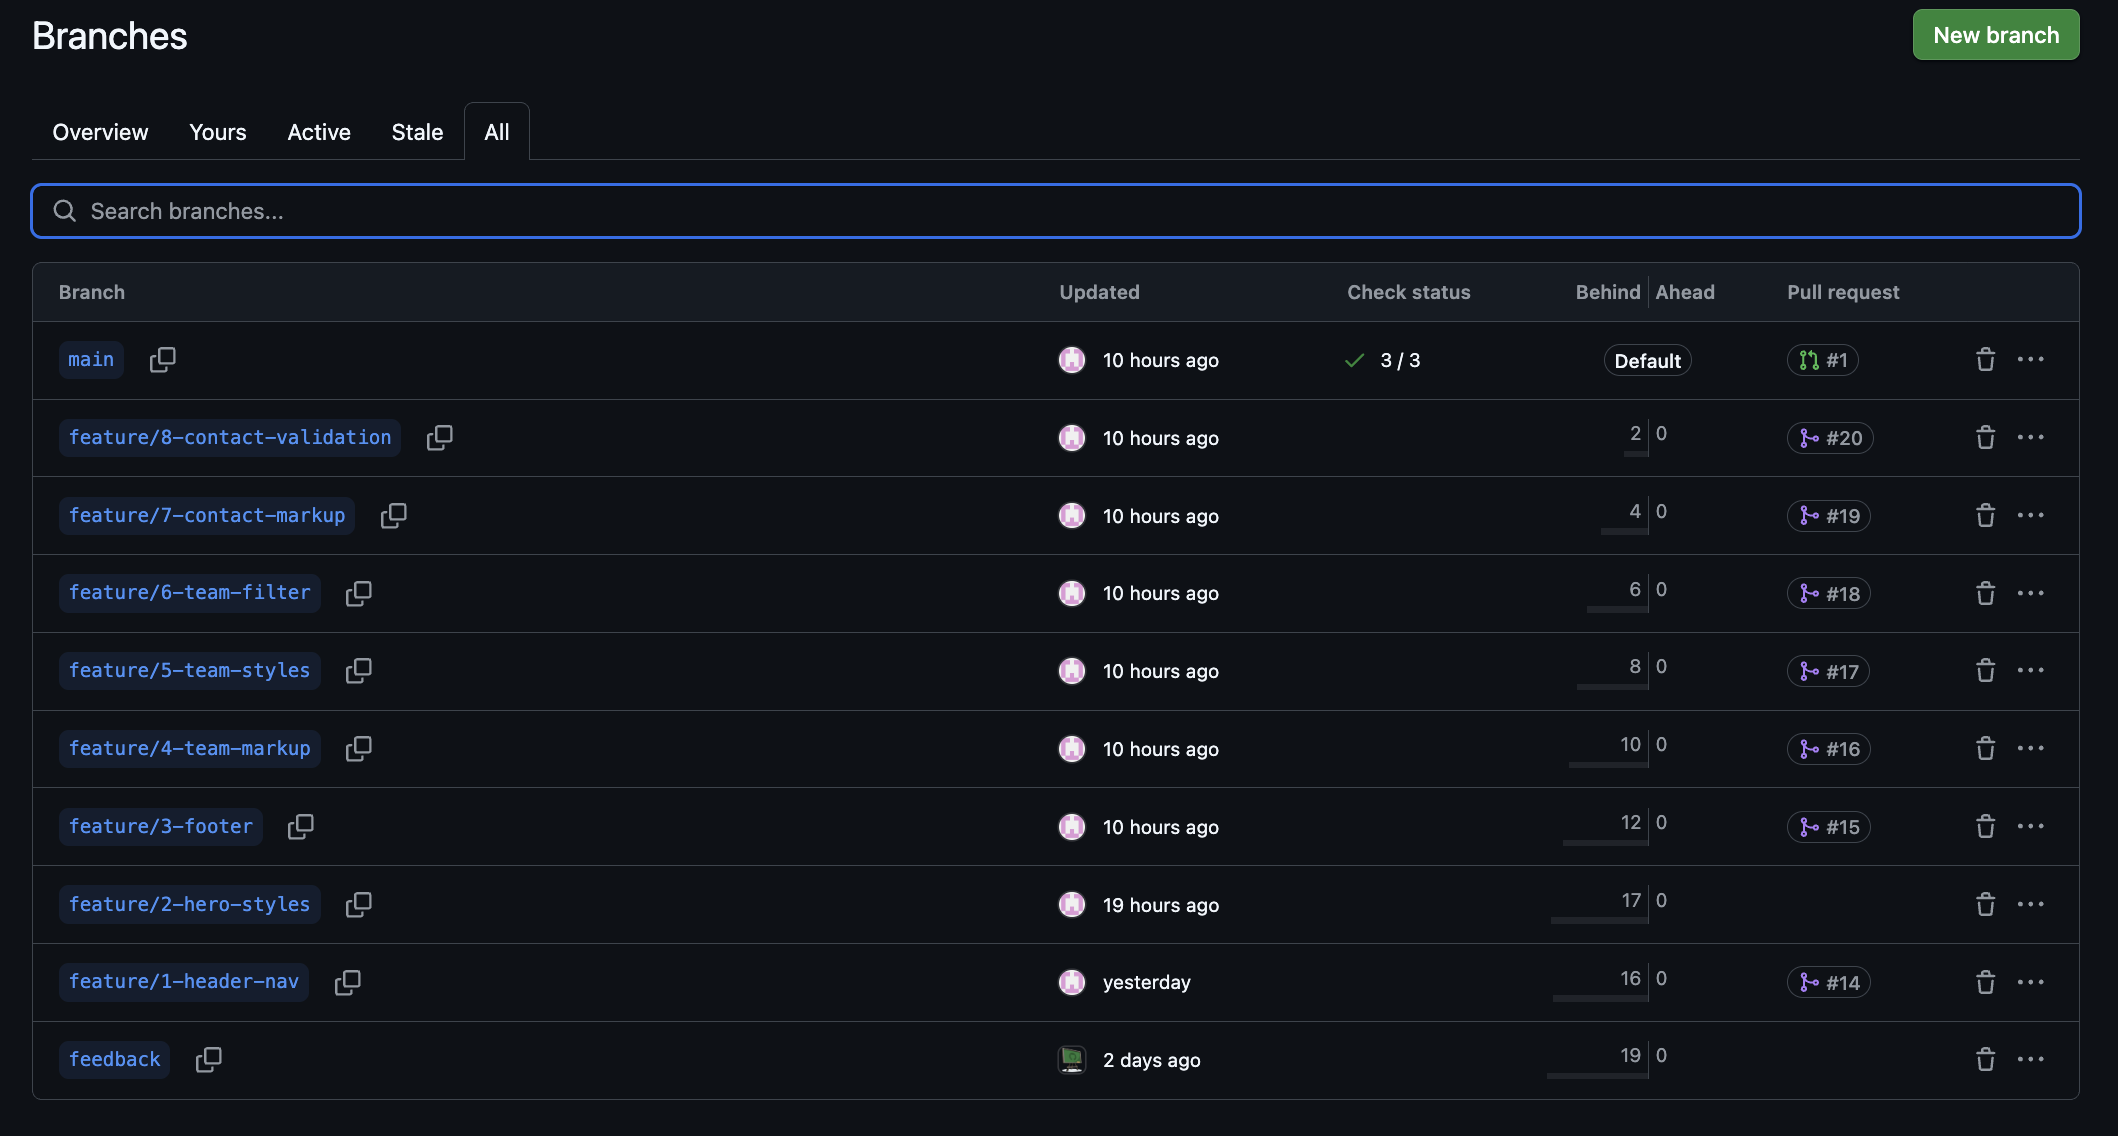 Branches
New branch
Overview Yours Active Stale All
Search branches...
Branch Updated Check status Behind Ahead Pull request
main 10 hours ago 3 / 3 Default #1
feature/8-contact-validation 10 hours ago 2 0 #20
feature/7-contact-markup 10 hours ago 4 0 #19
feature/6-team-filter 10 hours ago 6 0 #18
feature/5-team-styles 10 hours ago 8 0 #17
feature/4-team-markup 10 hours ago 10 0 #16
feature/3-footer 10 hours ago 12 0 #15
feature/2-hero-styles 19 hours ago 17 0
feature/1-header-nav yesterday 16 0 #14
feedback 2 days ago 19 0